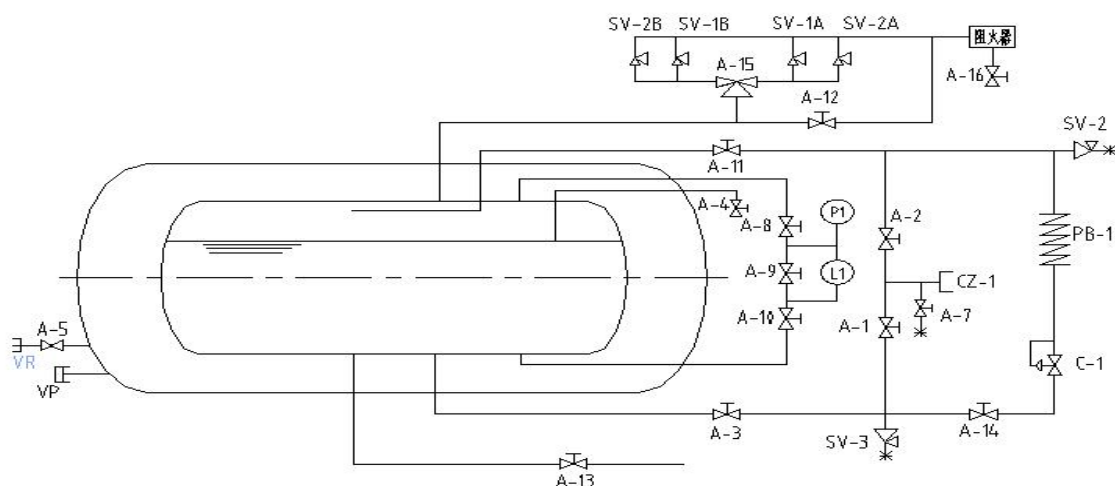 SV-2B
SV-1B
SV-1A
SV-2A
阻火器
A-15
A-16
A-12
SV-2
A-11
A-4
A-8
P1
A-2
PB-1
A-9
L1
CZ-1
A-10
A-1
A-7
A-5
VR
VP
C-1
A-3
SV-3
A-14
A-13